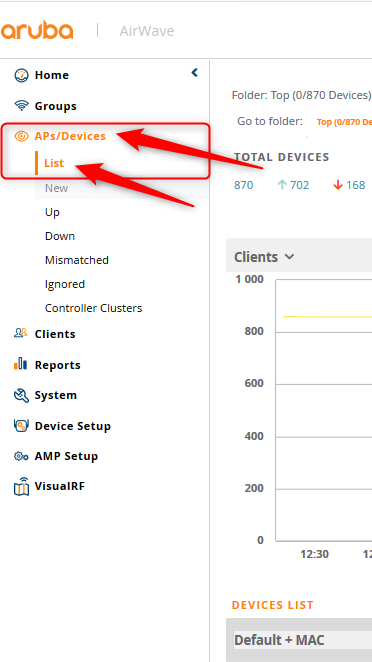 aruba | AirWave
Home
Groups
APs/Devices
List
New
Up
Down
Mismatched
Ignored
Controller Clusters
Clients
Reports
System
Device Setup
AMP Setup
VisualRF
Folder: Top (0/870 Devices)
Go to folder: Top (0/870 De
TOTAL DEVICES
870 702 168
Clients
1 000
800
600
400
200
0
12:30 12
DEVICES LIST
Default + MAC